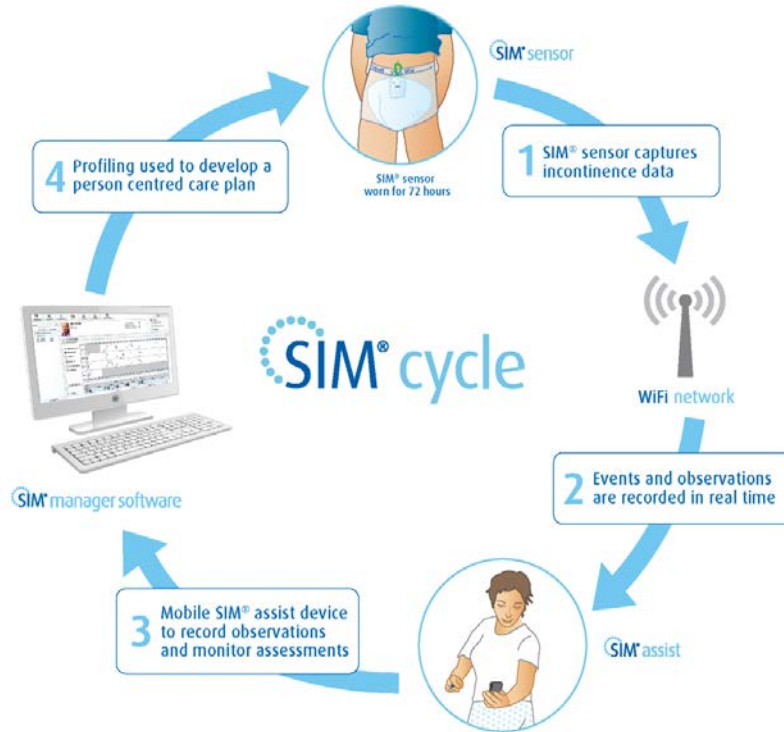 SIM® sensor
SIM® sensor
worn for 72 hours
1 SIM® sensor captures
incontinence data
WiFi network
2 Events and observations
are recorded in real time
SIM® assist
3 Mobile SIM® assist device
to record observations
and monitor assessments
SIM® manager software
4 Profiling used to develop a
person centred care plan
SIM® cycle